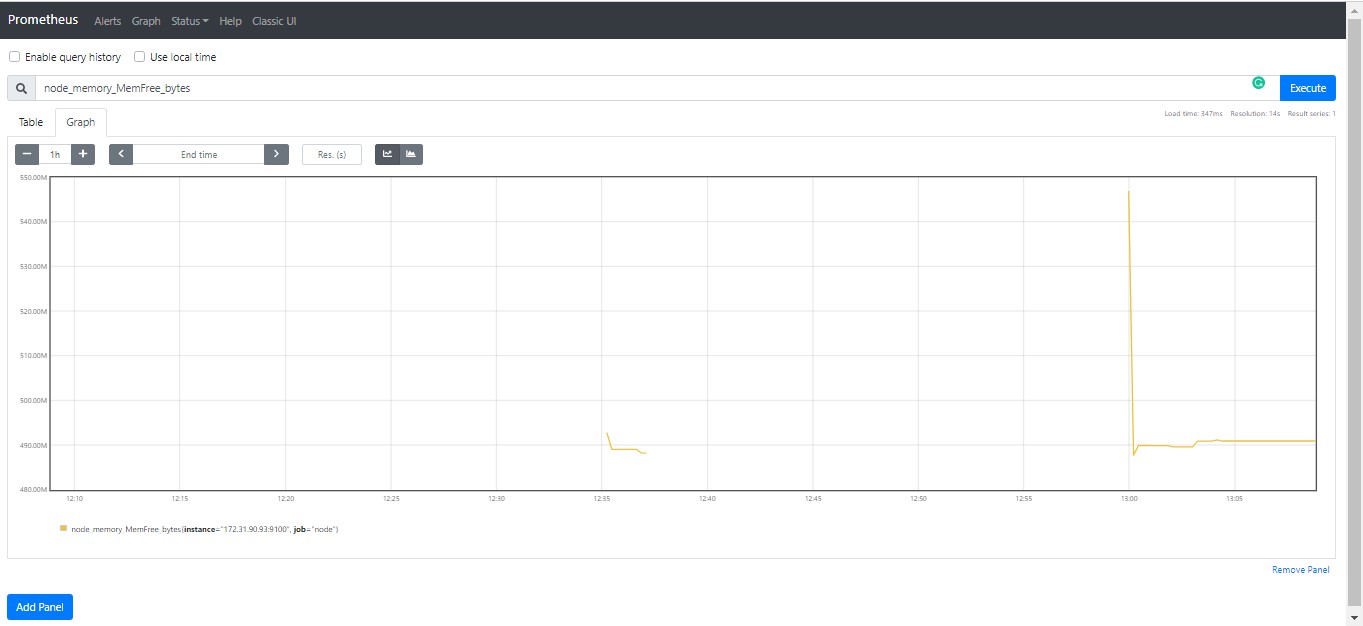 Prometheus Alerts Graph Status Help Classic UI
Enable query history Use local time
node_memory_MemFree_bytes Execute
Load time: 347ms Resolution: 14s Result series: 1
Table Graph
1h End time Res. (s)
550.00M
540.00M
530.00M
520.00M
510.00M
500.00M
490.00M
480.00M
12:10 12:15 12:20 12:25 12:30 12:35 12:40 12:45 12:50 12:55 13:00 13:05
node_memory_MemFree_bytes{instance="172.31.90.93:9100", job="node"}
Remove Panel
Add Panel